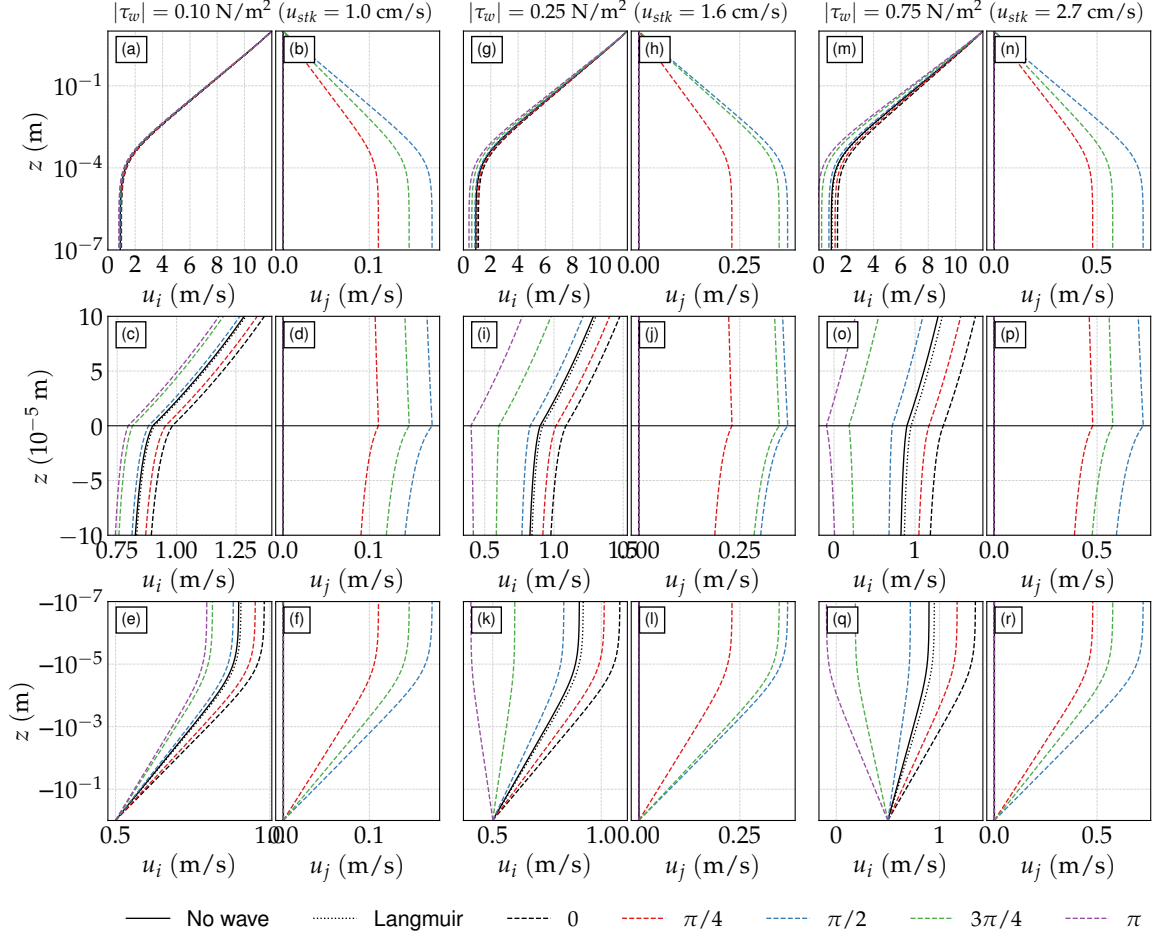 |τ_w| = 0.10 N/m² (u_stk = 1.0 cm/s) |τ_w| = 0.25 N/m² (u_stk = 1.6 cm/s) |τ_w| = 0.75 N/m² (u_stk = 2.7 cm/s)
(a) (b) (g) (h) (m) (n)
10⁻¹
z (m)
10⁻⁴
10⁻⁷
0 2 4 6 8 10 0.0 0.1 0 2 4 6 8 10 0.00 0.25 0 2 4 6 8 10 0.0 0.5
u_i (m/s) u_j (m/s) u_i (m/s) u_j (m/s) u_i (m/s) u_j (m/s)
10
(c) (d) (i) (j) (o) (p)
5
z (10⁻⁵ m)
0
−5
−10
0.75 1.00 1.25 0.0 0.1 0.5 1.0 1.5 0.00 0.25 0 1 0.0 0.5
u_i (m/s) u_j (m/s) u_i (m/s) u_j (m/s) u_i (m/s) u_j (m/s)
−10⁻⁷
(e) (f) (k) (l) (q) (r)
−10⁻⁵
z (m)
−10⁻³
−10⁻¹
0.5 1.0 0.0 0.1 0.5 1.0 0.00 0.25 0 1 0.0 0.5
u_i (m/s) u_j (m/s) u_i (m/s) u_j (m/s) u_i (m/s) u_j (m/s)
No wave Langmuir 0 π/4 π/2 3π/4 π